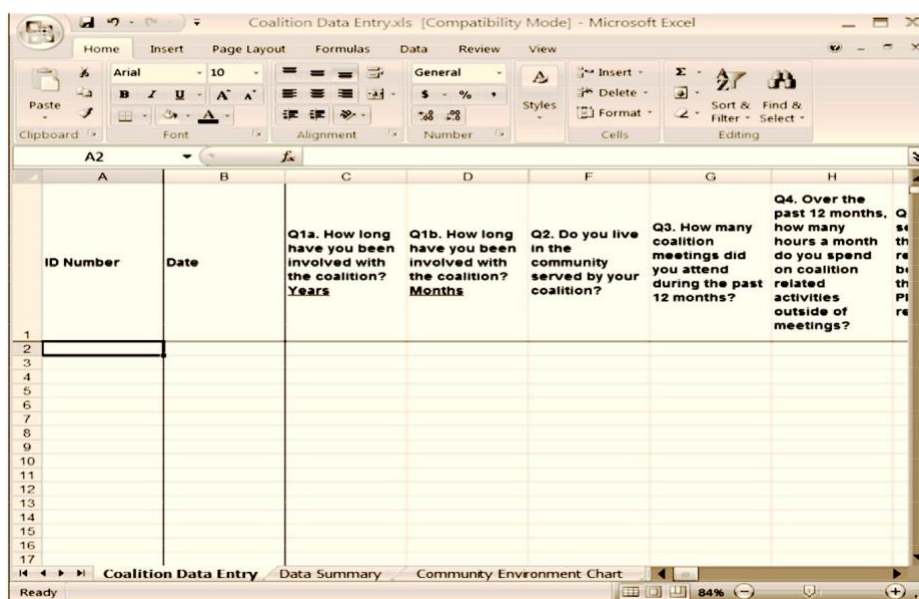 Coalition Data Entry.xls [Compatibility Mode] - Microsoft Excel
Home Insert Page Layout Formulas Data Review View
Arial 10 General Insert
B I U A A $ % , Delete
Paste A Styles Format Sort & Find &
Filter Select
Clipboard Font Alignment Number Cells Editing
A2 fx
A B C D F G H
ID Number
Date
Q1a. How long
have you been
involved with
the coalition?
Years
Q1b. How long
have you been
involved with
the coalition?
Months
Q2. Do you live
in the
community
served by your
coalition?
Q3. How many
coalition
meetings did
you attend
during the past
12 months?
Q4. Over the
past 12 months,
how many
hours a month
do you spend
on coalition
related
activities
outside of
meetings?
1
2
3
4
5
6
7
8
9
10
11
12
13
14
15
16
17
Coalition Data Entry Data Summary Community Environment Chart
Ready 84%